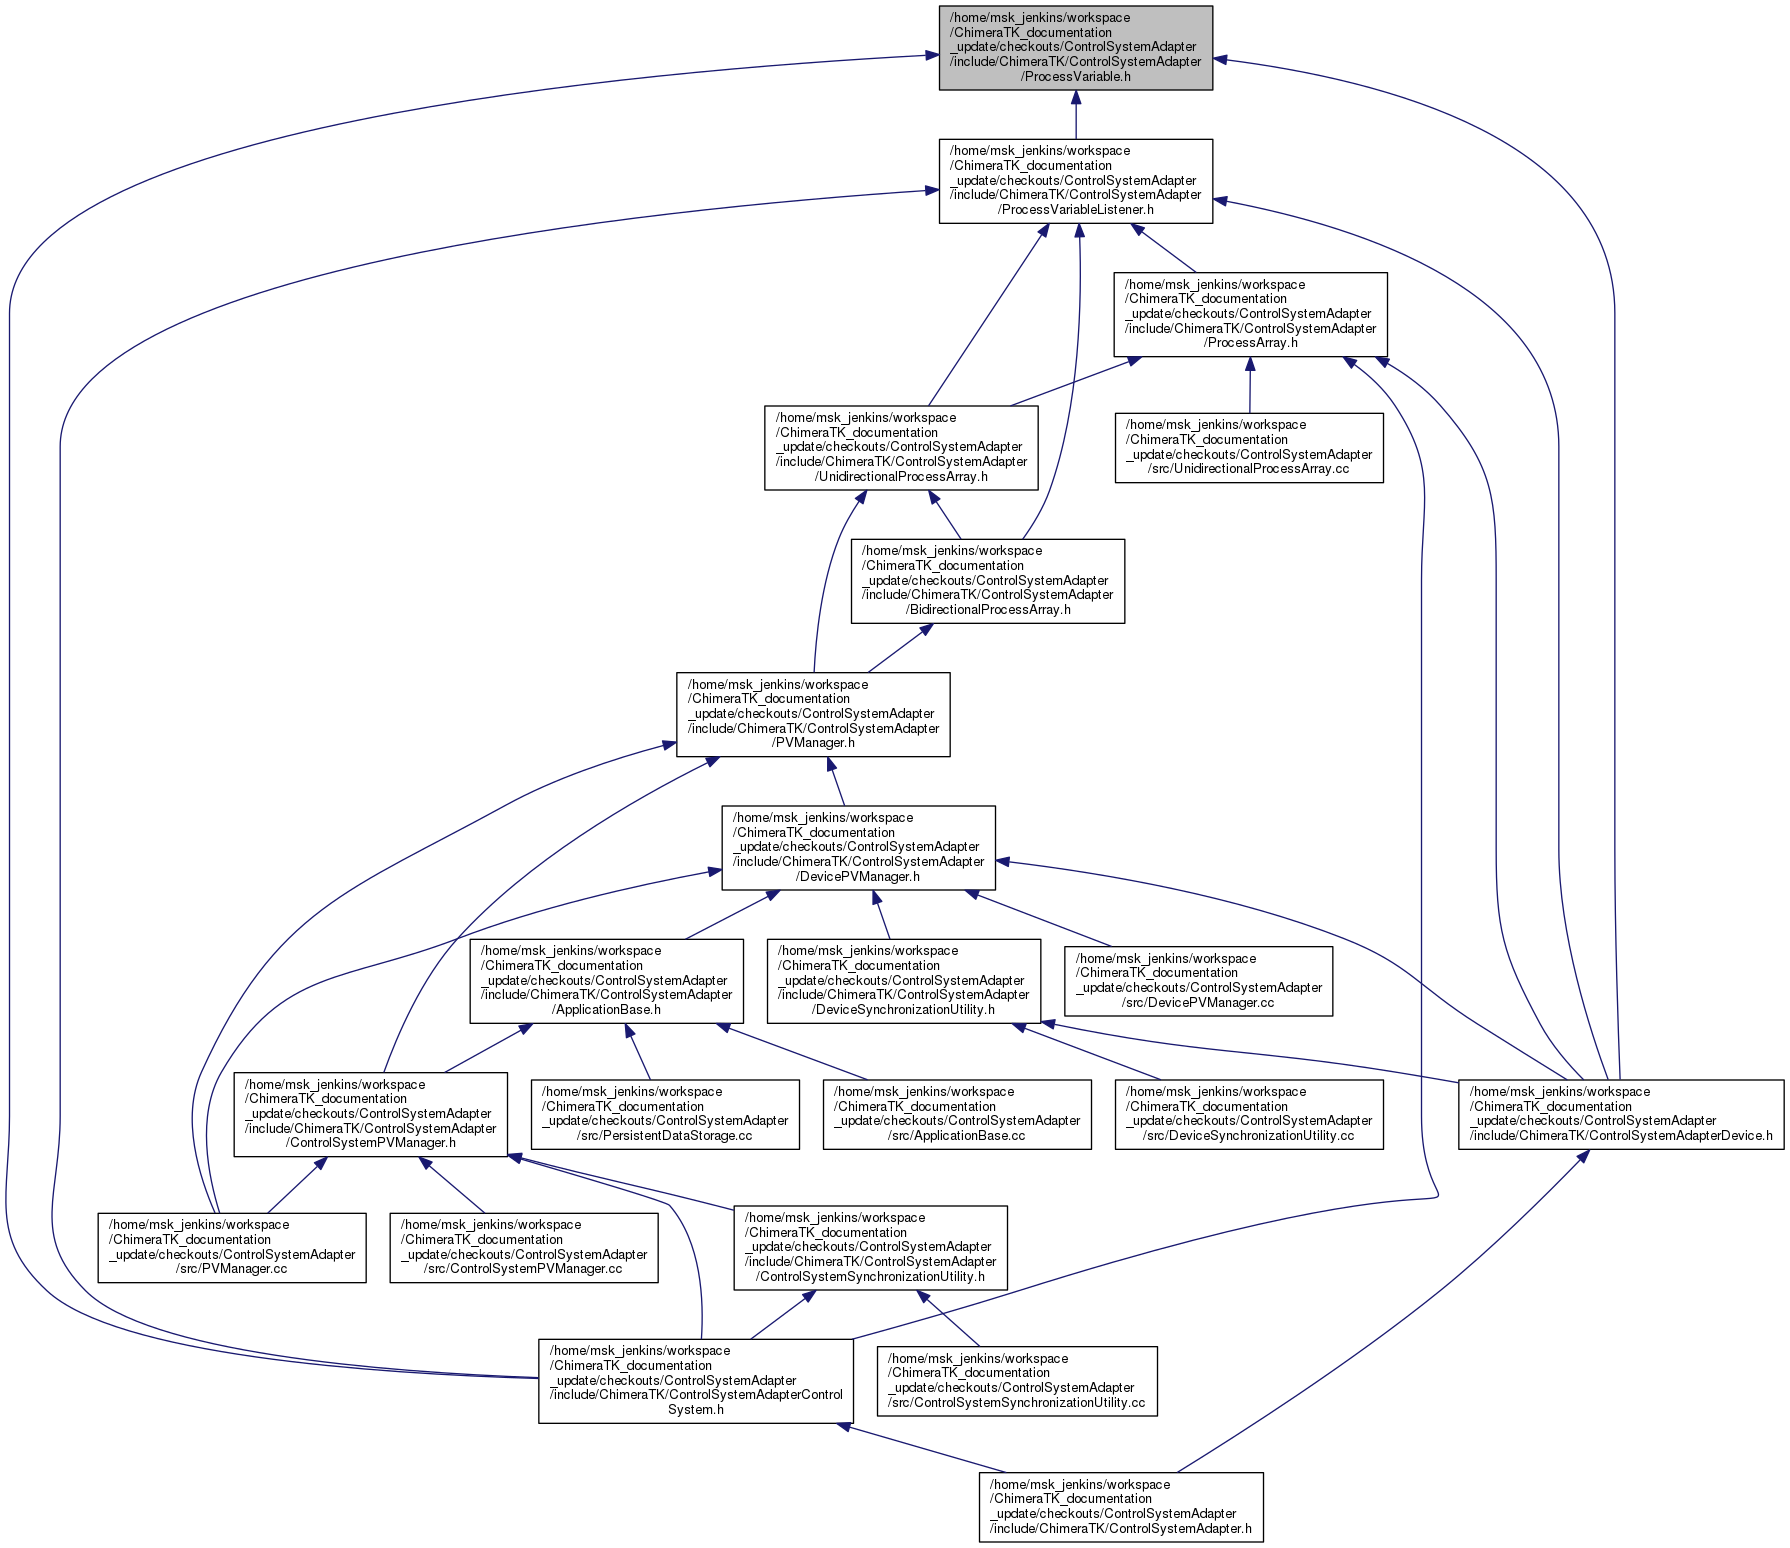 /home/msk_jenkins/workspace
/ChimeraTK_documentation
_update/checkouts/ControlSystemAdapter
/include/ChimeraTK/ControlSystemAdapter
/ProcessVariable.h
/home/msk_jenkins/workspace
/ChimeraTK_documentation
_update/checkouts/ControlSystemAdapter
/include/ChimeraTK/ControlSystemAdapter
/ProcessVariableListener.h
/home/msk_jenkins/workspace
/ChimeraTK_documentation
_update/checkouts/ControlSystemAdapter
/include/ChimeraTK/ControlSystemAdapter
/ProcessArray.h
/home/msk_jenkins/workspace
/ChimeraTK_documentation
_update/checkouts/ControlSystemAdapter
/include/ChimeraTK/ControlSystemAdapter
/UnidirectionalProcessArray.h
/home/msk_jenkins/workspace
/ChimeraTK_documentation
_update/checkouts/ControlSystemAdapter
/src/UnidirectionalProcessArray.cc
/home/msk_jenkins/workspace
/ChimeraTK_documentation
_update/checkouts/ControlSystemAdapter
/include/ChimeraTK/ControlSystemAdapter
/BidirectionalProcessArray.h
/home/msk_jenkins/workspace
/ChimeraTK_documentation
_update/checkouts/ControlSystemAdapter
/include/ChimeraTK/ControlSystemAdapter
/PVManager.h
/home/msk_jenkins/workspace
/ChimeraTK_documentation
_update/checkouts/ControlSystemAdapter
/include/ChimeraTK/ControlSystemAdapter
/DevicePVManager.h
/home/msk_jenkins/workspace
/ChimeraTK_documentation
_update/checkouts/ControlSystemAdapter
/include/ChimeraTK/ControlSystemAdapter
/ApplicationBase.h
/home/msk_jenkins/workspace
/ChimeraTK_documentation
_update/checkouts/ControlSystemAdapter
/include/ChimeraTK/ControlSystemAdapter
/DeviceSynchronizationUtility.h
/home/msk_jenkins/workspace
/ChimeraTK_documentation
_update/checkouts/ControlSystemAdapter
/src/DevicePVManager.cc
/home/msk_jenkins/workspace
/ChimeraTK_documentation
_update/checkouts/ControlSystemAdapter
/include/ChimeraTK/ControlSystemAdapter
/ControlSystemPVManager.h
/home/msk_jenkins/workspace
/ChimeraTK_documentation
_update/checkouts/ControlSystemAdapter
/src/PersistentDataStorage.cc
/home/msk_jenkins/workspace
/ChimeraTK_documentation
_update/checkouts/ControlSystemAdapter
/src/ApplicationBase.cc
/home/msk_jenkins/workspace
/ChimeraTK_documentation
_update/checkouts/ControlSystemAdapter
/src/DeviceSynchronizationUtility.cc
/home/msk_jenkins/workspace
/ChimeraTK_documentation
_update/checkouts/ControlSystemAdapter
/include/ChimeraTK/ControlSystemAdapterDevice.h
/home/msk_jenkins/workspace
/ChimeraTK_documentation
_update/checkouts/ControlSystemAdapter
/src/PVManager.cc
/home/msk_jenkins/workspace
/ChimeraTK_documentation
_update/checkouts/ControlSystemAdapter
/src/ControlSystemPVManager.cc
/home/msk_jenkins/workspace
/ChimeraTK_documentation
_update/checkouts/ControlSystemAdapter
/include/ChimeraTK/ControlSystemAdapter
/ControlSystemSynchronizationUtility.h
/home/msk_jenkins/workspace
/ChimeraTK_documentation
_update/checkouts/ControlSystemAdapter
/include/ChimeraTK/ControlSystemAdapterControl
System.h
/home/msk_jenkins/workspace
/ChimeraTK_documentation
_update/checkouts/ControlSystemAdapter
/src/ControlSystemSynchronizationUtility.cc
/home/msk_jenkins/workspace
/ChimeraTK_documentation
_update/checkouts/ControlSystemAdapter
/include/ChimeraTK/ControlSystemAdapter.h